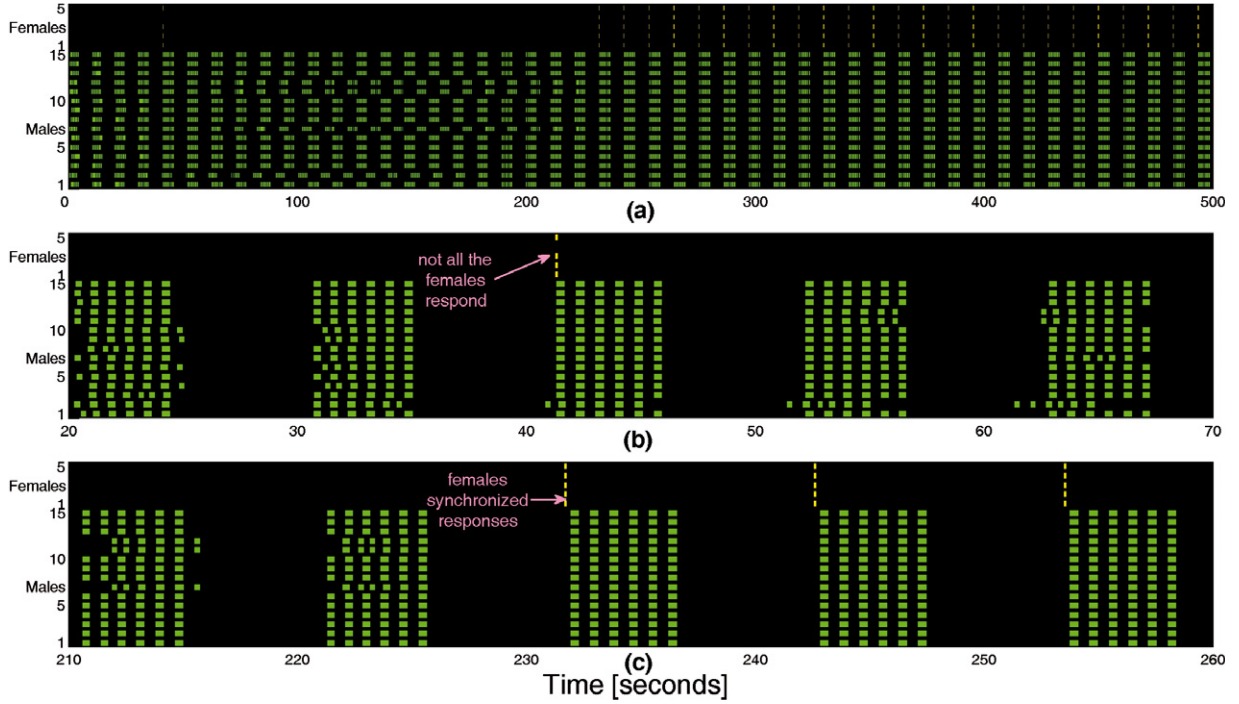 5
Females
1
15
10
Males
5
1
0 100 200 300 400 500
(a)
5
Females
1
15
10
Males
5
1
not all the
females
respond
20 30 40 50 60 70
(b)
5
Females
1
15
10
Males
5
1
females
synchronized
responses
210 220 230 240 250 260
(c)
Time [seconds]